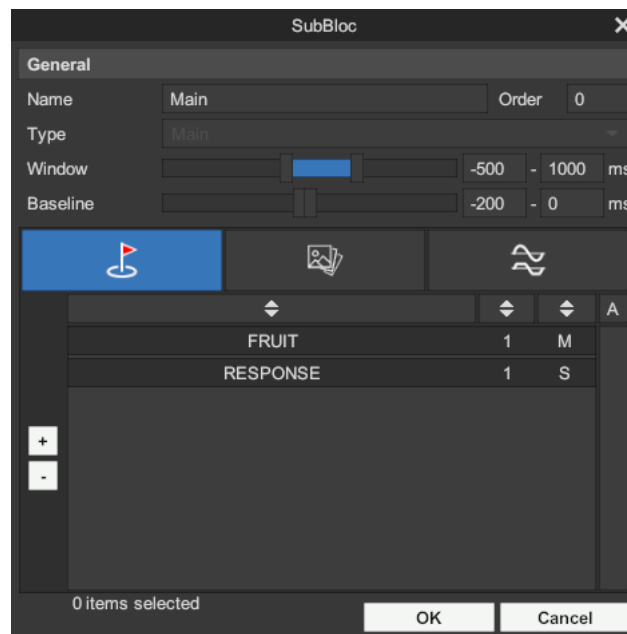 SubBloc X
General
Name Main Order 0
Type Main
Window -500 - 1000 ms
Baseline -200 - 0 ms
A
FRUIT 1 M
RESPONSE 1 S
+
-
0 items selected
OK Cancel